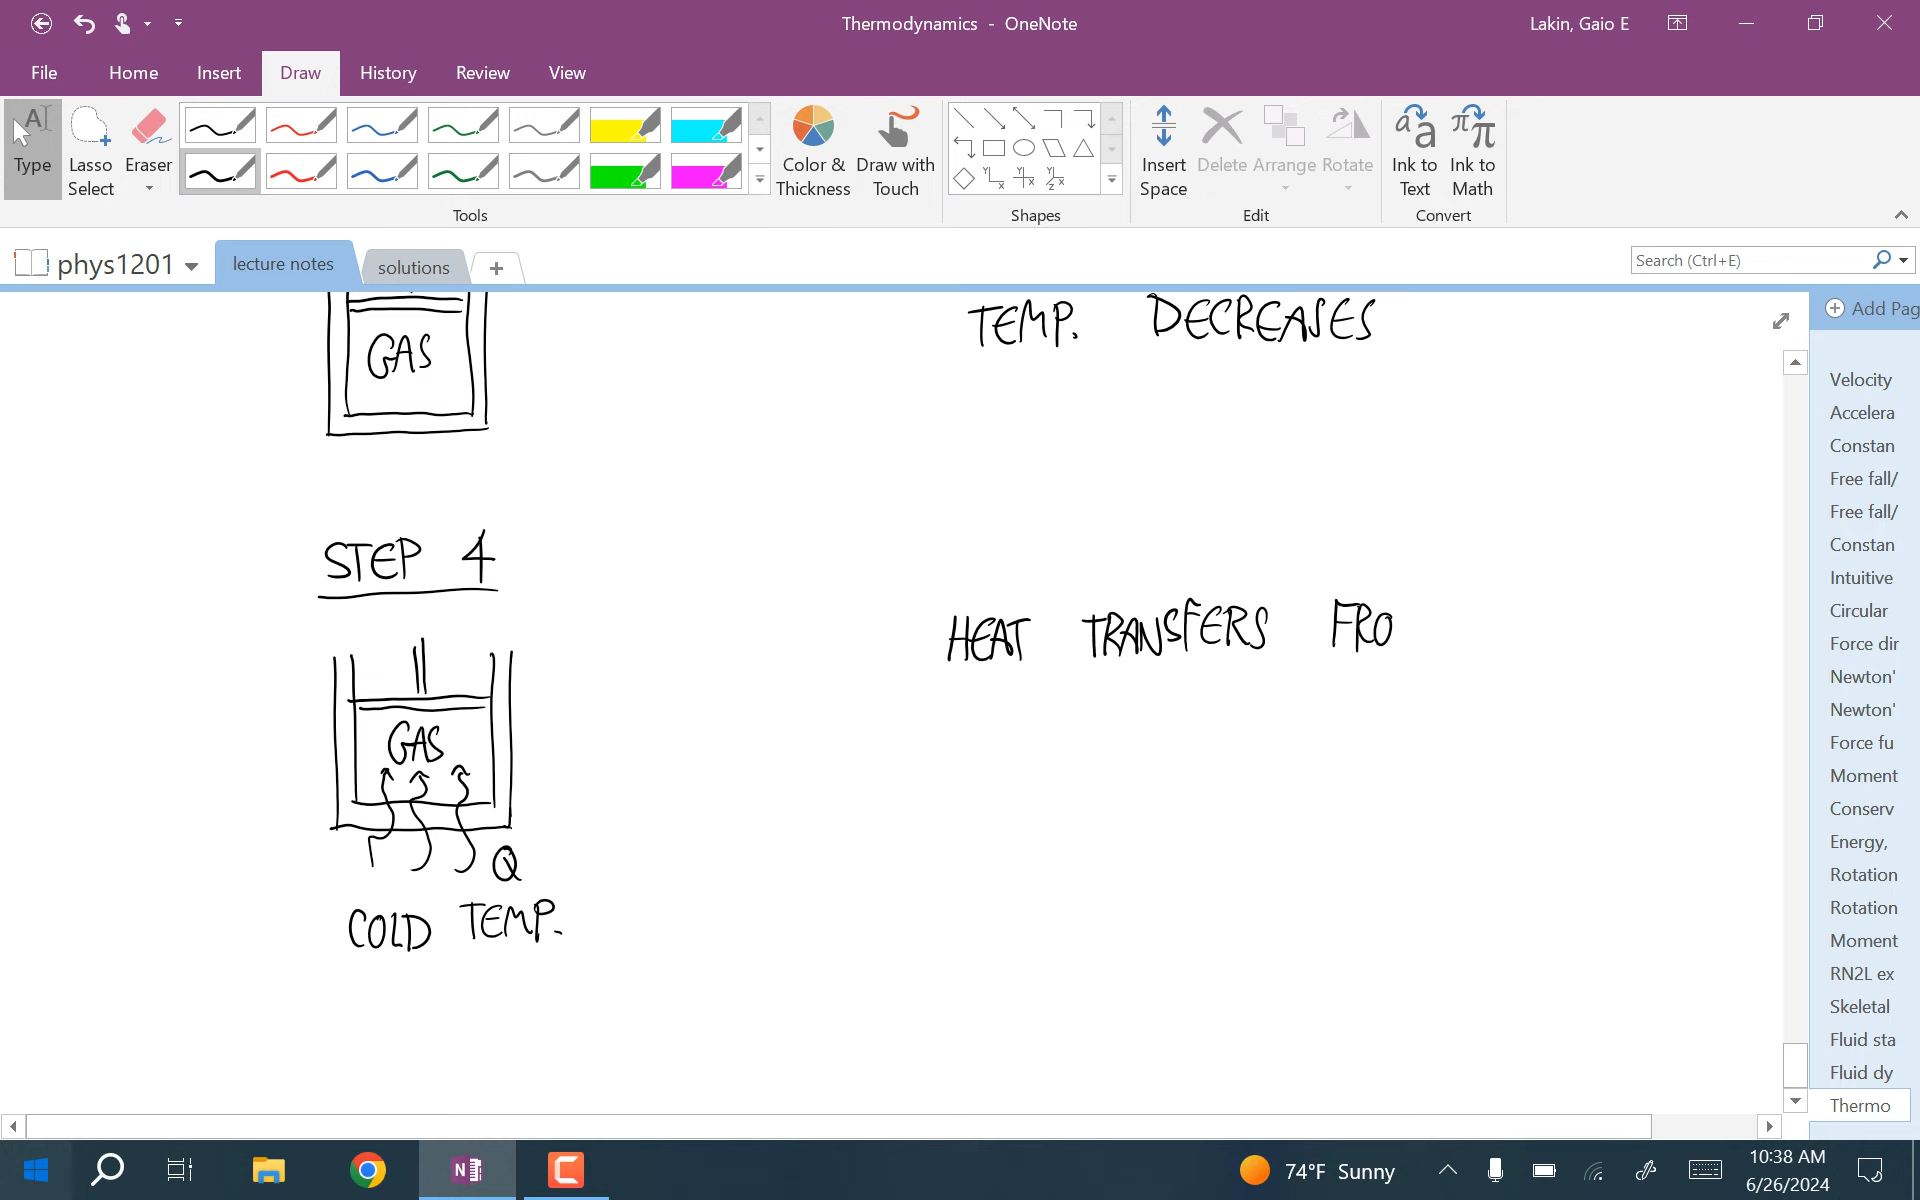 Thermodynamics - OneNote
Lakin, Gaio E
File Home Insert Draw History Review View
Type
Lasso Select
Eraser
Color & Thickness
Draw with Touch
Insert Space
Delete
Arrange
Rotate
Ink to Text
Ink to Math
Tools
Shapes
Edit
Convert
phys1201
lecture notes
solutions
Search (Ctrl+E)
Add Pag
GAS
TEMP. DECREASES
STEP 4
HEAT TRANSFERS FRO
GAS
Q
COLD TEMP.
Velocity
Accelera
Constan
Free fall/
Free fall/
Constan
Intuitive
Circular
Force dir
Newton'
Newton'
Force fu
Moment
Conserv
Energy,
Rotation
Rotation
Moment
RN2L ex
Skeletal
Fluid sta
Fluid dy
Thermo
74°F Sunny
10:38 AM
6/26/2024